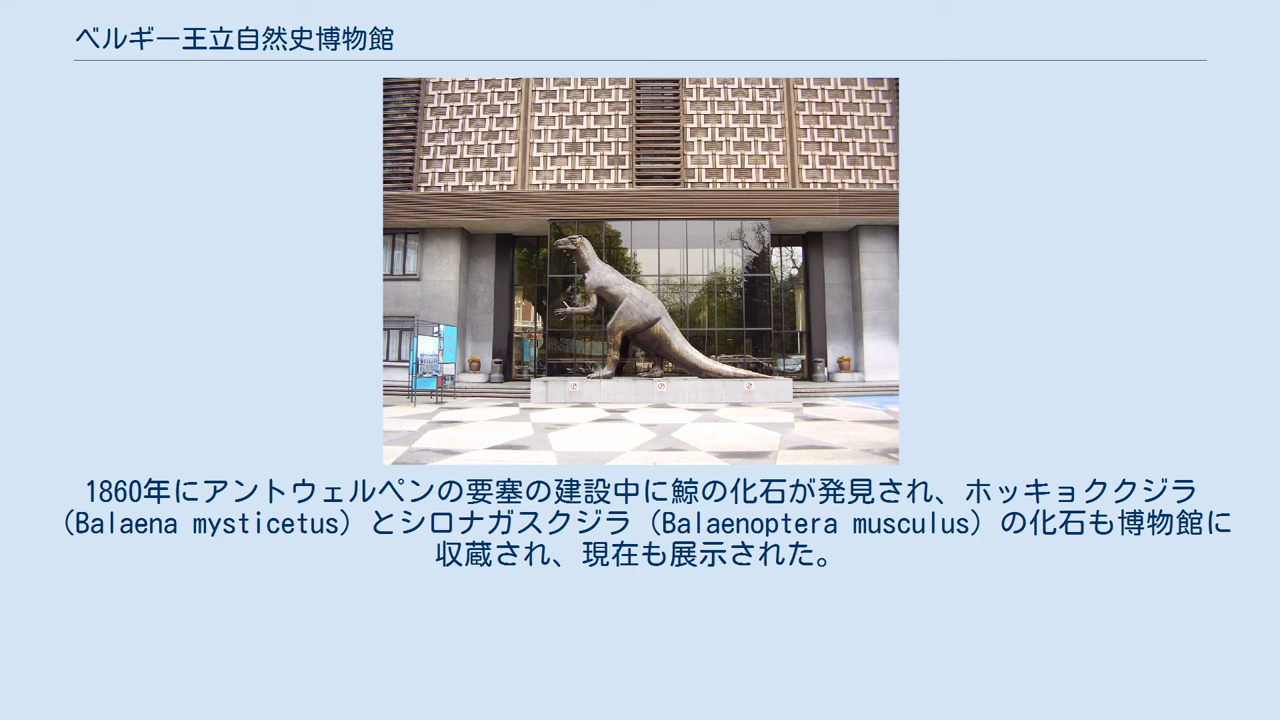 ベルギー王立自然史博物館
1860年にアントウェルペンの要塞の建設中に鯨の化石が発見され、ホッキョククジラ
（Balaena mysticetus）とシロナガスクジラ（Balaenoptera musculus）の化石も博物館に
収蔵され、現在も展示された。